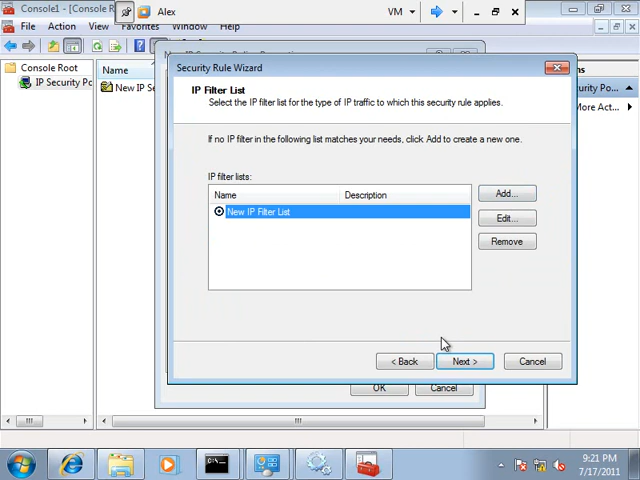 Console1 - [Console R
Alex
VM
File
Action
View
Favorites
Window
Help
Console Root
IP Security Po
Name
New IP Se
Security Rule Wizard
IP Filter List
Select the IP filter list for the type of IP traffic to which this security rule applies.
If no IP filter in the following list matches your needs, click Add to create a new one.
IP filter lists:
Name
Description
New IP Filter List
Add...
Edit...
Remove
< Back
Next >
Cancel
OK
Cancel
ns
urity Po...
ore Act...
C:\
9:21 PM
7/17/2011